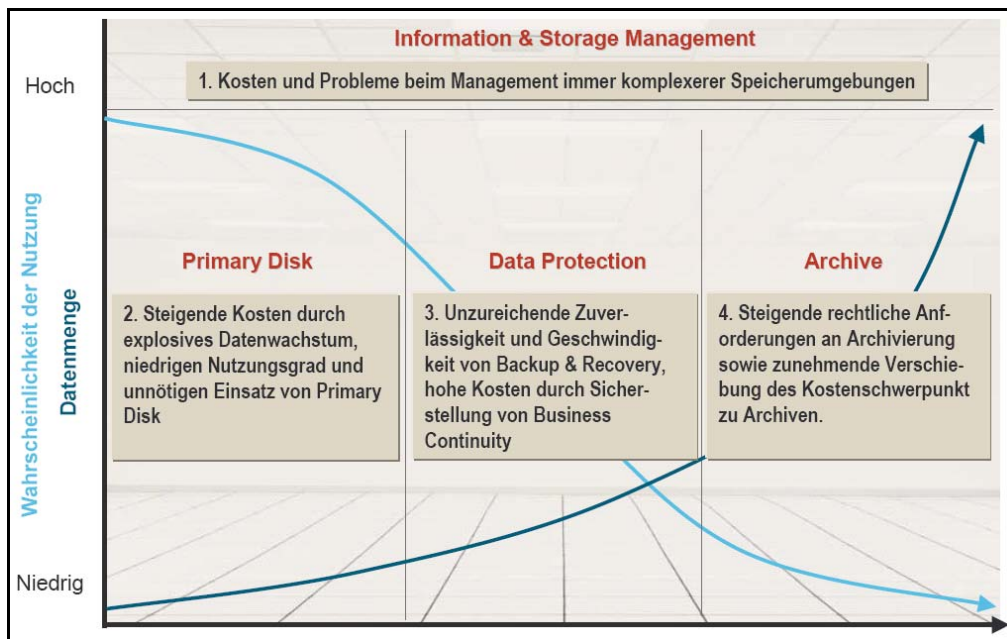 Information & Storage Management
Hoch
1. Kosten und Probleme beim Management immer komplexerer Speicherumgebungen
Wahrscheinlichkeit der Nutzung
Datenmenge
Primary Disk
2. Steigende Kosten durch
explosives Datenwachstum,
niedrigen Nutzungsgrad und
unnötigen Einsatz von Primary
Disk
Data Protection
3. Unzureichende Zuver-
lässigkeit und Geschwindig-
keit von Backup & Recovery,
hohe Kosten durch Sicher-
stellung von Business
Continuity
Archive
4. Steigende rechtliche Anf-
orderungen an Archivierung
sowie zunehmende Verschie-
bung des Kostenschwerpunkt
zu Archiven.
Niedrig